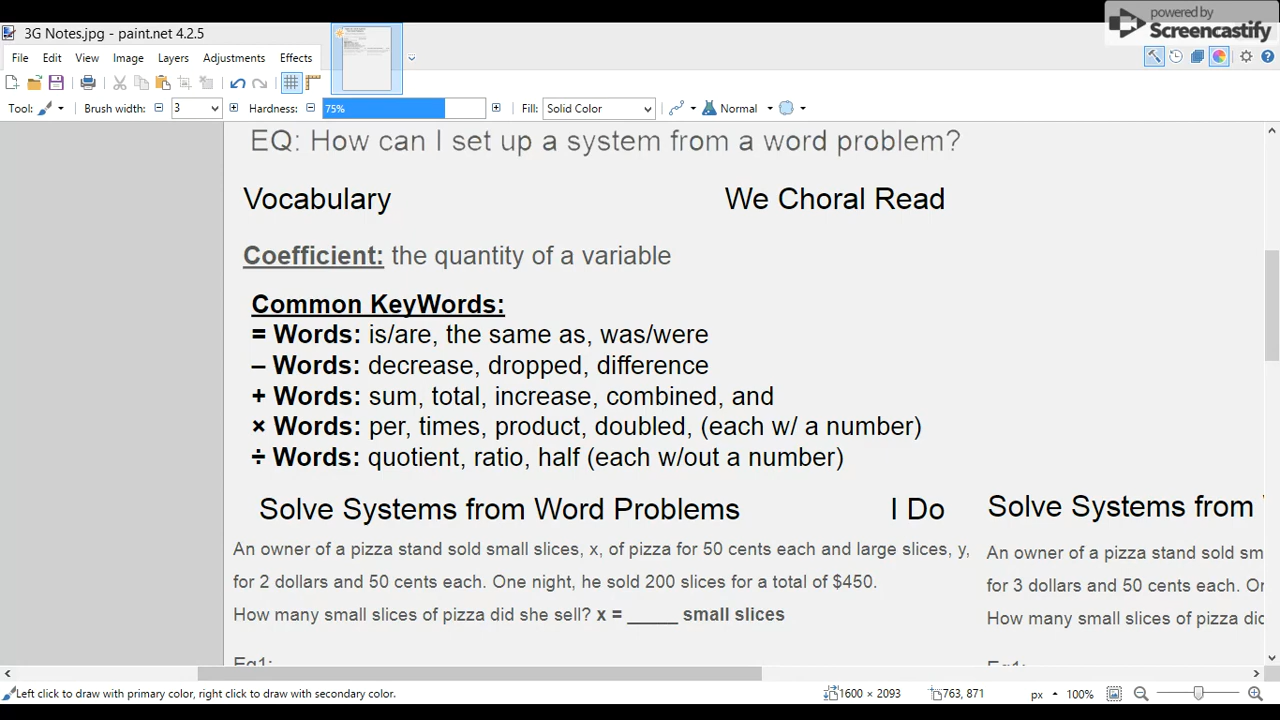 powered by
Screencastify
3G Notes.jpg - paint.net 4.2.5
File Edit View Image Layers Adjustments Effects
Tool: Brush width: 3 Hardness: 75% Fill: Solid Color Normal
EQ: How can I set up a system from a word problem?
Vocabulary We Choral Read
Coefficient: the quantity of a variable
Common KeyWords:
= Words: is/are, the same as, was/were
– Words: decrease, dropped, difference
+ Words: sum, total, increase, combined, and
× Words: per, times, product, doubled, (each w/ a number)
÷ Words: quotient, ratio, half (each w/out a number)
Solve Systems from Word Problems I Do
An owner of a pizza stand sold small slices, x, of pizza for 50 cents each and large slices, y,
for 2 dollars and 50 cents each. One night, he sold 200 slices for a total of $450.
How many small slices of pizza did she sell? x = _____ small slices
Eq1:
Solve Systems from
An owner of a pizza stand sold sm
for 3 dollars and 50 cents each. Or
How many small slices of pizza did
Eq1:
Left click to draw with primary color, right click to draw with secondary color. 1600 × 2093 763, 871 px 100%